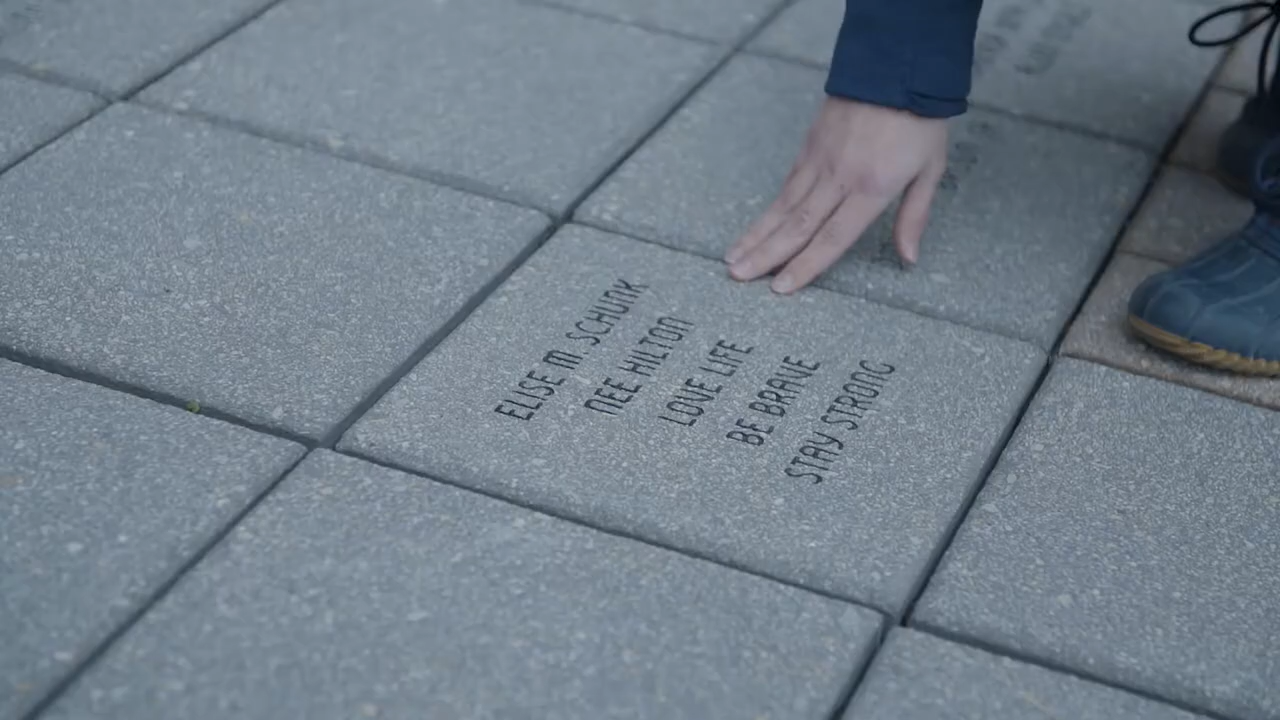 ELISE M. SCHUNK
NEE HILTON
LOVE LIFE
BE BRAVE
STAY STRONG